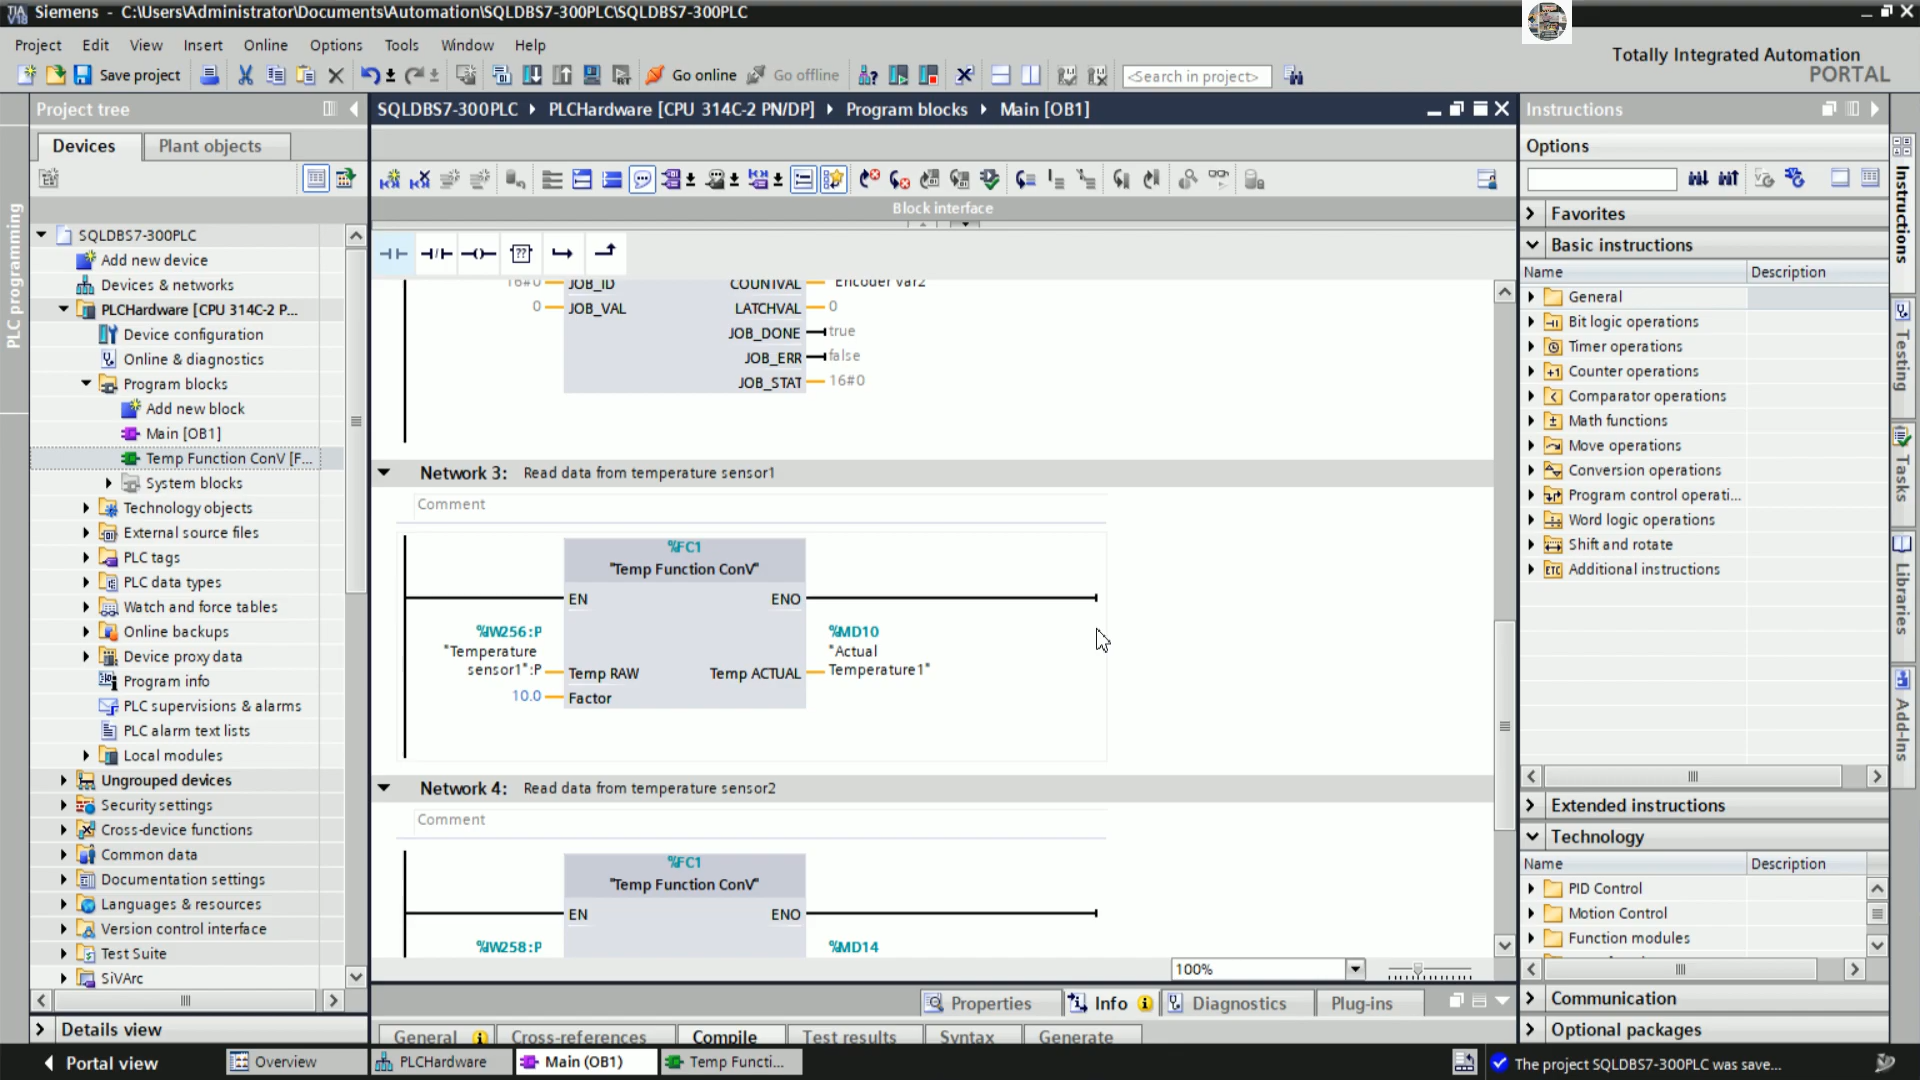 Siemens - C:\Users\Administrator\Documents\Automation\SQLDBS7-300PLC\SQLDBS7-300PLC
Project Edit View Insert Online Options Tools Window Help
Totally Integrated Automation
PORTAL
Save project
Go online
Go offline
<Search in project>
Project tree
SQLDBS7-300PLC PLCHardware [CPU 314C-2 PN/DP] Program blocks Main [OB1]
Instructions
Devices
Plant objects
Options
Block interface
PLC programming
SQLDBS7-300PLC
Add new device
Devices & networks
PLCHardware [CPU 314C-2 P...
Device configuration
Online & diagnostics
Program blocks
Add new block
Main [OB1]
Temp Function ConV [F...
System blocks
Technology objects
External source files
PLC tags
PLC data types
Watch and force tables
Online backups
Device proxy data
Program info
PLC supervisions & alarms
PLC alarm text lists
Local modules
Ungrouped devices
Security settings
Cross-device functions
Common data
Documentation settings
Languages & resources
Version control interface
Test Suite
SiVArc
Details view
16#0 JOB_ID COUNTVAL "Encoder Var2"
0 JOB_VAL LATCHVAL 0
JOB_DONE true
JOB_ERR false
JOB_STAT 16#0
Network 3: Read data from temperature sensor1
Comment
%FC1
"Temp Function ConV"
EN ENO
%IW256:P
"Temperature
sensor1":P
Temp RAW
Temp ACTUAL
%MD10
"Actual
Temperature1"
10.0 Factor
Network 4: Read data from temperature sensor2
Comment
%FC1
"Temp Function ConV"
EN ENO
%IW258:P
%MD14
100%
Properties Info Diagnostics Plug-ins
General Cross-references Compile Test results Syntax Generate
Favorites
Basic instructions
Name Description
General
Bit logic operations
Timer operations
Counter operations
Comparator operations
Math functions
Move operations
Conversion operations
Program control operati...
Word logic operations
Shift and rotate
Additional instructions
Extended instructions
Technology
Name Description
PID Control
Motion Control
Function modules
Communication
Optional packages
Instructions
Testing
Tasks
Libraries
Add-Ins
Portal view
Overview
PLCHardware
Main (OB1)
Temp Functi...
The project SQLDBS7-300PLC was save...